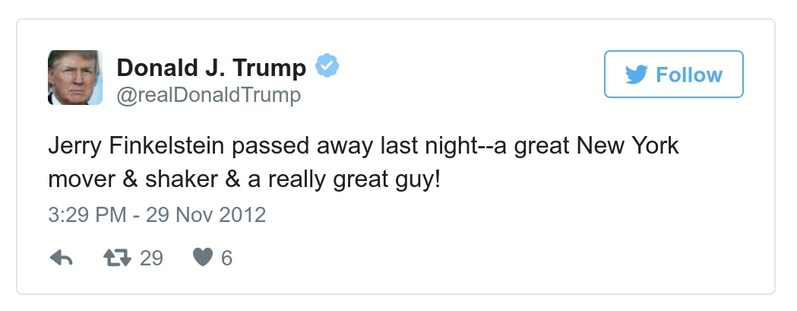 Donald J. Trump
@realDonaldTrump
Follow
Jerry Finkelstein passed away last night--a great New York
mover & shaker & a really great guy!
3:29 PM - 29 Nov 2012
29 6